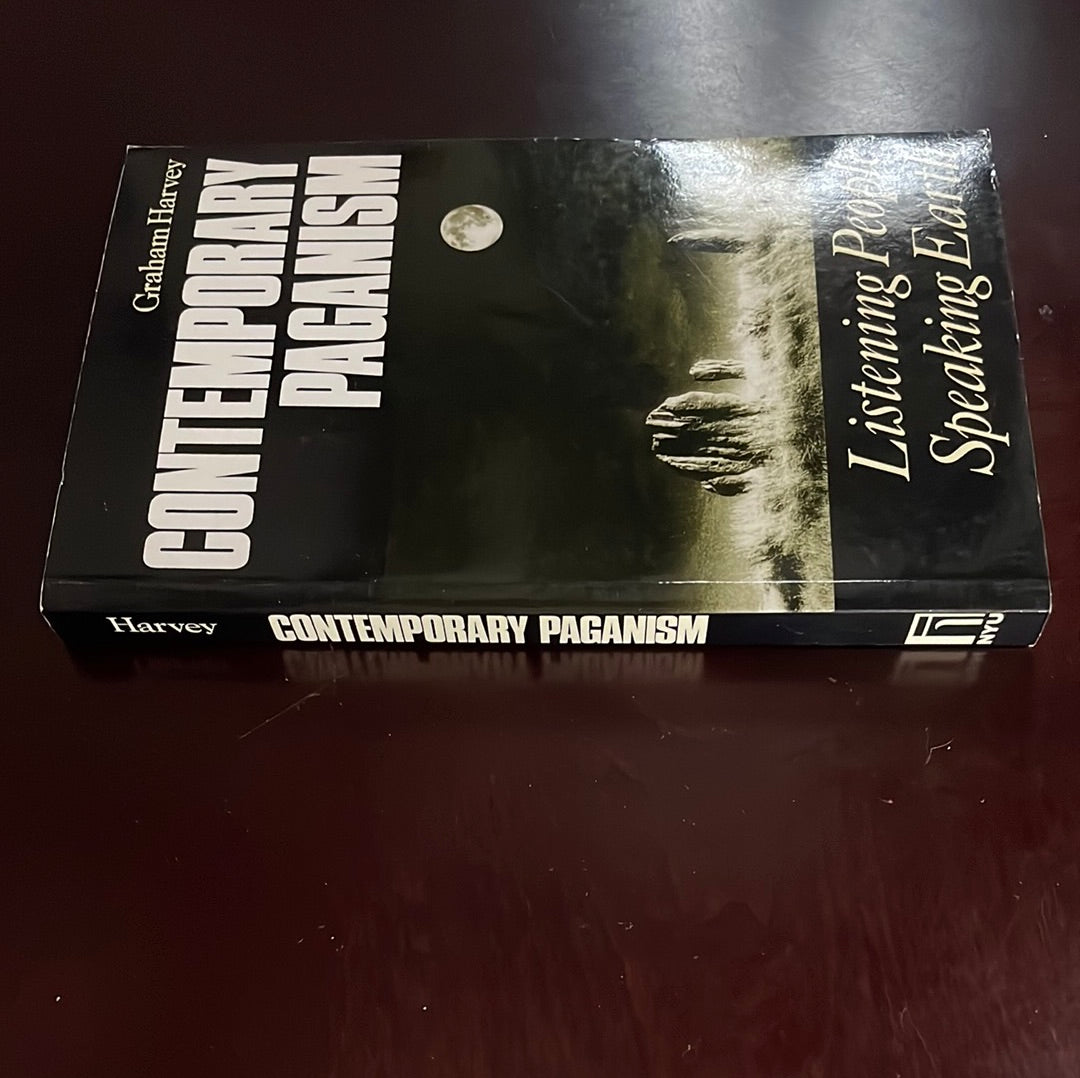 Graham Harvey
CONTEMPORARY
PAGANISM
Listening People
Speaking Earth
Harvey
CONTEMPORARY PAGANISM
NYU